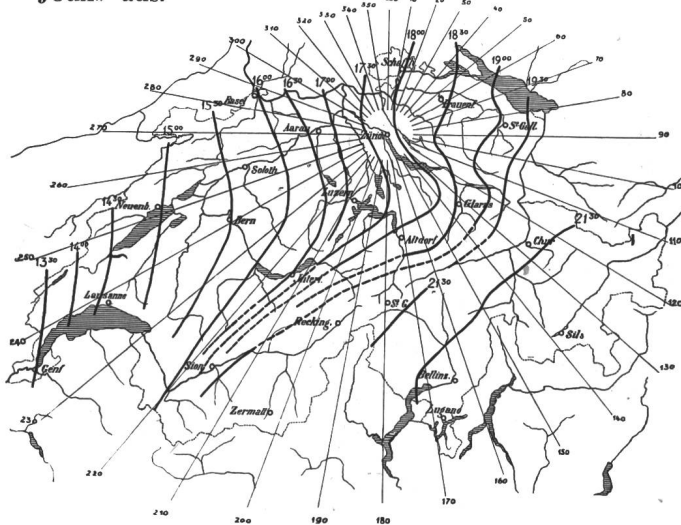 340
350
330
320
310
300
290
280
270
260
250
240
230
220
210
200
190
180
170
160
150
140
130
120
110
90
80
70
60
50
40
13 30
14 00
14 30
15 00
15 30
16 00
16 30
17 00
17 30
18 00
18 30
19 00
19 30
21 30
21 30
Basel
Aarau
Zürich
Schaffh.
Frauenf.
St Gall.
Soloth.
Luzern
Neuenb.
Bern
Glarus
Altdorf
Chur
Interl.
Lausanne
St G.
Recking.
Sils
Genf
Sion
Zermatt
Bellinz.
Lugano